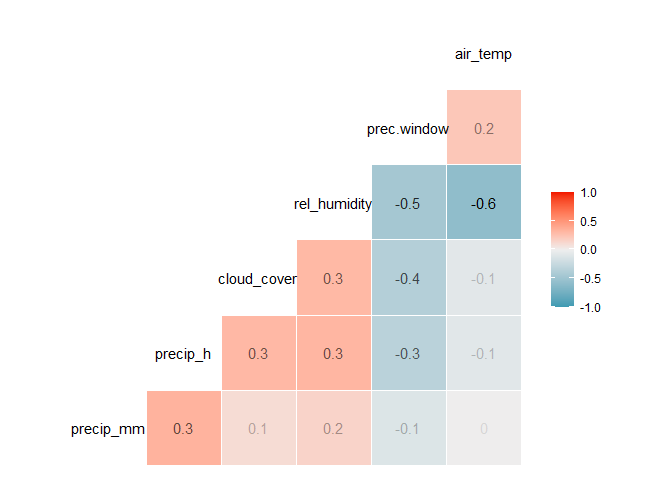 air_temp
prec.window 0.2
rel_humidity -0.5 -0.6
cloud_cover 0.3 -0.4 -0.1
precip_h 0.3 0.3 -0.3 -0.1
precip_mm 0.3 0.1 0.2 -0.1 0
1.0
0.5
0.0
-0.5
-1.0